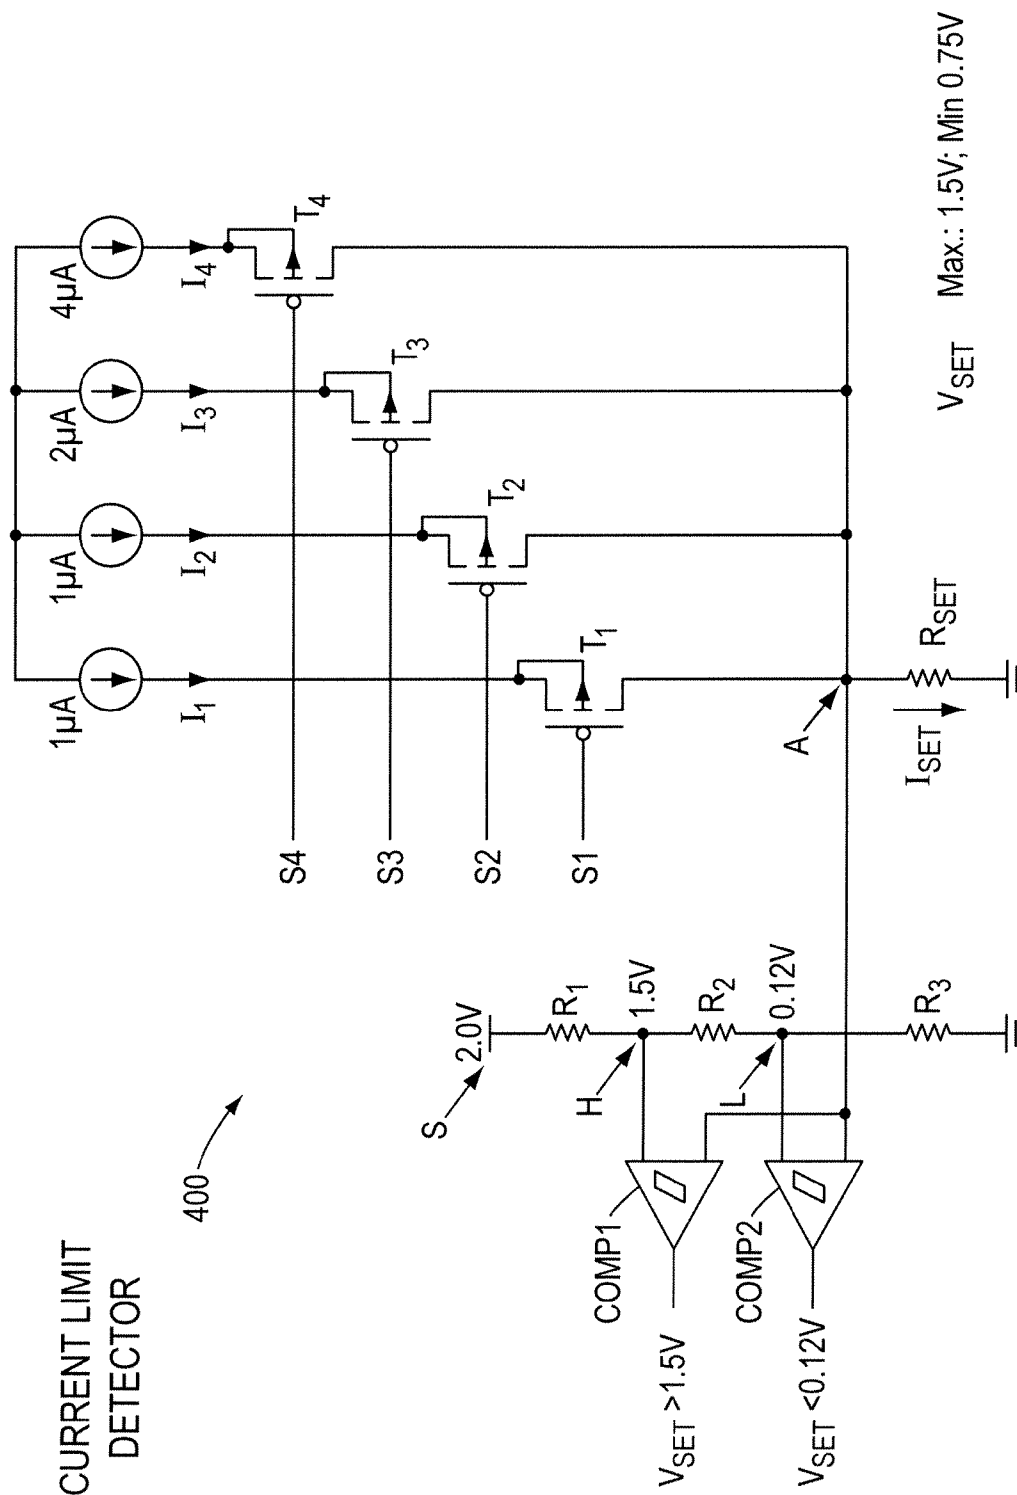 CURRENT LIMIT
DETECTOR
400
1µA
1µA
2µA
4µA
I1
I2
I3
I4
T4
T3
T2
T1
S4
S3
S2
S1
S
2.0V
R1
H
1.5V
R2
L
0.12V
R3
COMP1
COMP2
VSET >1.5V
VSET <0.12V
A
ISET
RSET
VSET Max.: 1.5V; Min 0.75V